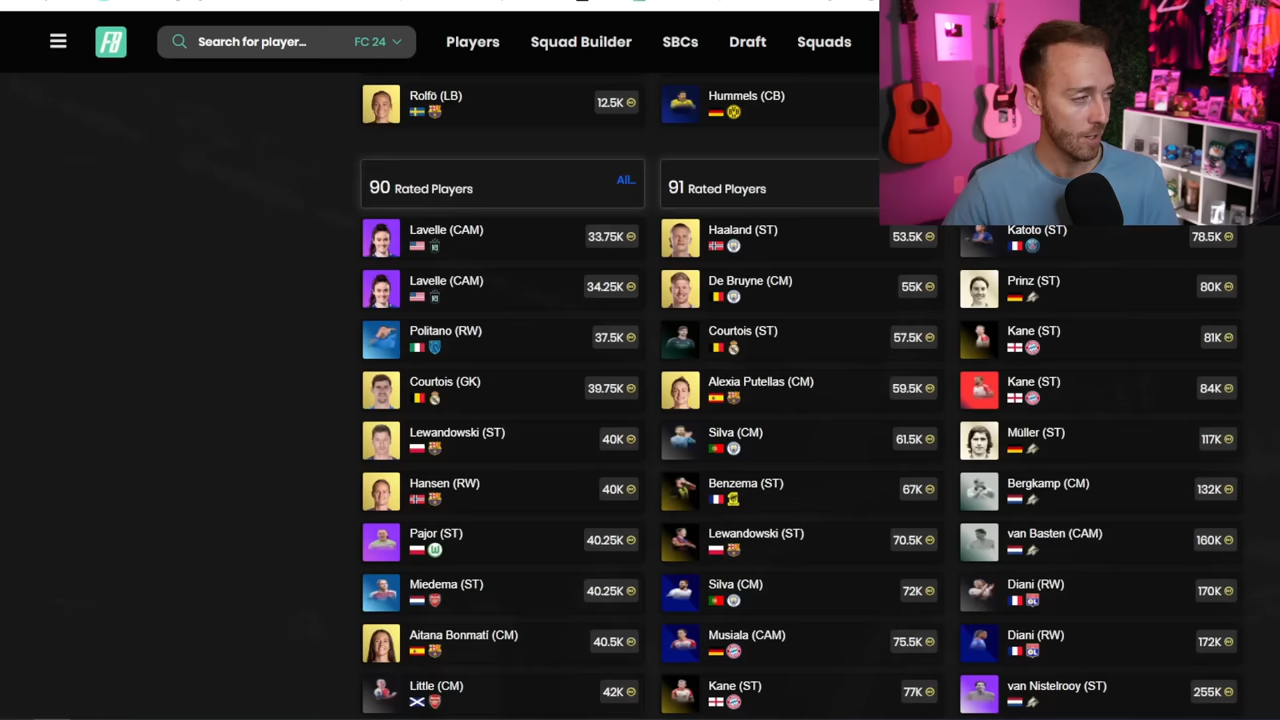 FB
Search for player...
FC 24
Players
Squad Builder
SBCs
Draft
Squads
Rolfö (LB)
12.5K
Hummels (CB)
90 Rated Players
All..
91 Rated Players
Lavelle (CAM)
33.75K
Haaland (ST)
53.5K
Katoto (ST)
78.5K
Lavelle (CAM)
34.25K
De Bruyne (CM)
55K
Prinz (ST)
80K
Politano (RW)
37.5K
Courtois (ST)
57.5K
Kane (ST)
81K
Courtois (GK)
39.75K
Alexia Putellas (CM)
59.5K
Kane (ST)
84K
Lewandowski (ST)
40K
Silva (CM)
61.5K
Müller (ST)
117K
Hansen (RW)
40K
Benzema (ST)
67K
Bergkamp (CM)
132K
Pajor (ST)
40.25K
Lewandowski (ST)
70.5K
van Basten (CAM)
160K
Miedema (ST)
40.25K
Silva (CM)
72K
Diani (RW)
170K
Aitana Bonmatí (CM)
40.5K
Musiala (CAM)
75.5K
Diani (RW)
172K
Little (CM)
42K
Kane (ST)
77K
van Nistelrooy (ST)
255K